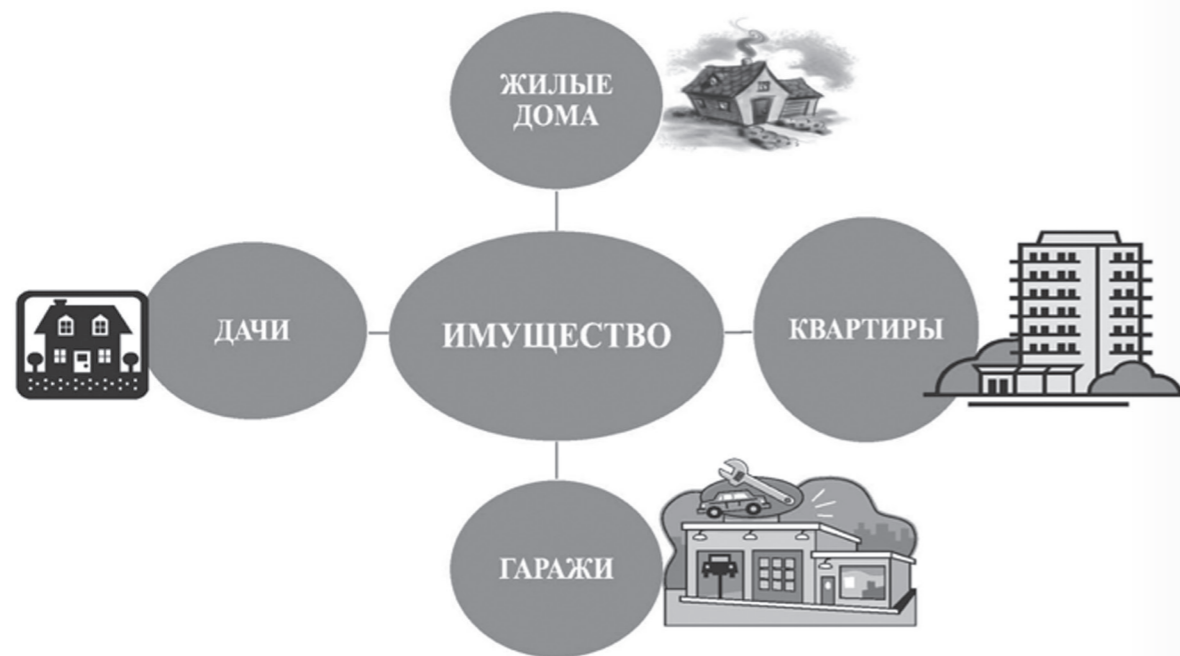 ЖИЛЫЕ
ДОМА
ДАЧИ
ИМУЩЕСТВО
КВАРТИРЫ
ГАРАЖИ